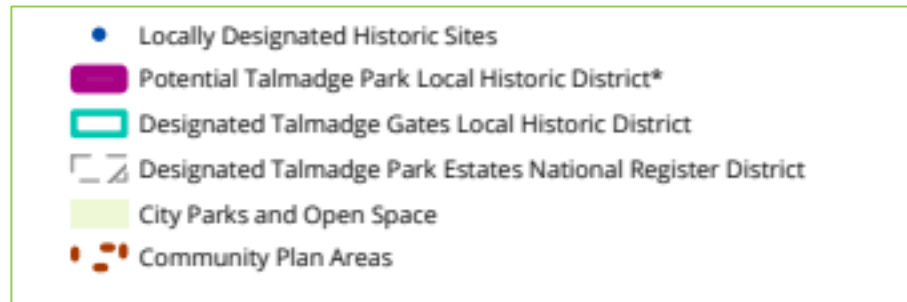 Locally Designated Historic Sites
Potential Talmadge Park Local Historic District*
Designated Talmadge Gates Local Historic District
Designated Talmadge Park Estates National Register District
City Parks and Open Space
Community Plan Areas